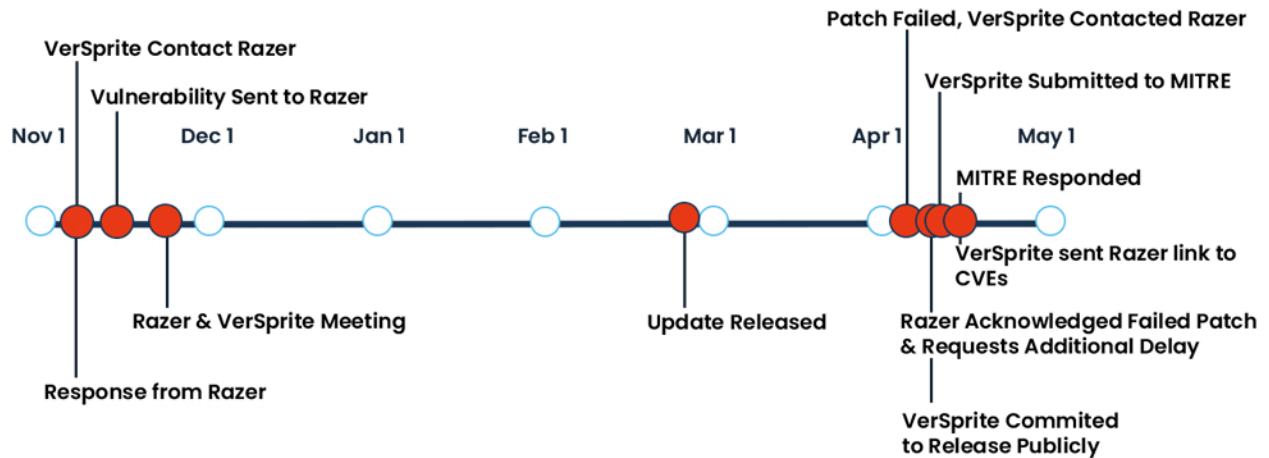 Patch Failed, VerSprite Contacted Razer
VerSprite Contact Razer
VerSprite Submitted to MITRE
Vulnerability Sent to Razer
Nov 1
Dec 1
Jan 1
Feb 1
Mar 1
Apr 1
May 1
MITRE Responded
VerSprite sent Razer link to
CVEs
Razer & VerSprite Meeting
Update Released
Razer Acknowledged Failed Patch
& Requests Additional Delay
Response from Razer
VerSprite Commited
to Release Publicly